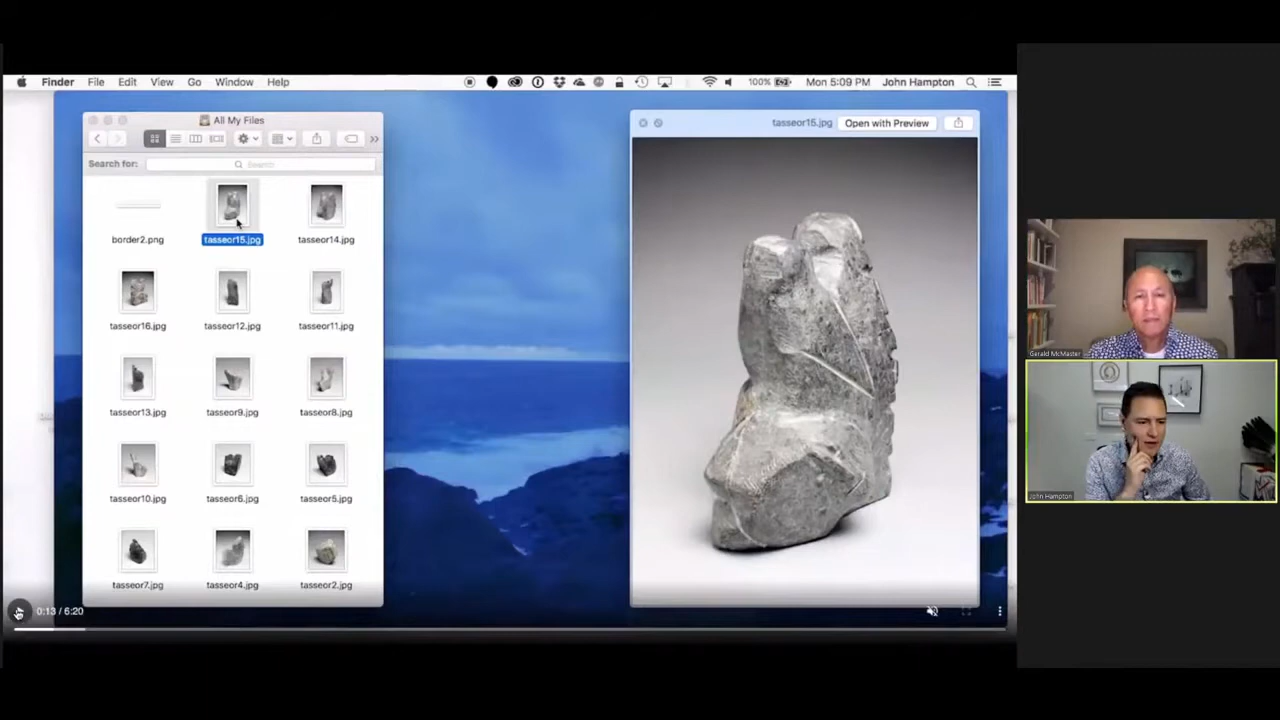 Finder File Edit View Go Window Help 100% Mon 5:09 PM John Hampton
All My Files
Search for: Search
border2.png tasseor15.jpg tasseor14.jpg
tasseor16.jpg tasseor12.jpg tasseor11.jpg
tasseor13.jpg tasseor9.jpg tasseor8.jpg
tasseor10.jpg tasseor6.jpg tasseor5.jpg
tasseor7.jpg tasseor4.jpg tasseor2.jpg
tasseor15.jpg Open with Preview
0:13 / 6:20
Gerald McMaster
John Hampton